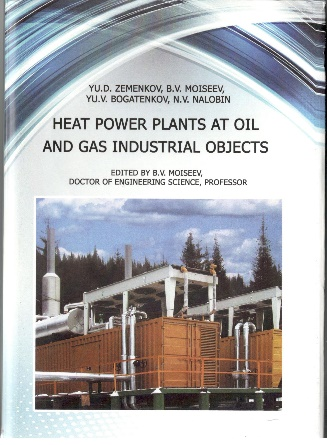 YU.D. ZEMENKOV, B.V. MOISEEV,
YU.V. BOGATENKOV, N.V. NALOBIN
HEAT POWER PLANTS AT OIL
AND GAS INDUSTRIAL OBJECTS
EDITED BY B.V. MOISEEV,
DOCTOR OF ENGINEERING SCIENCE, PROFESSOR